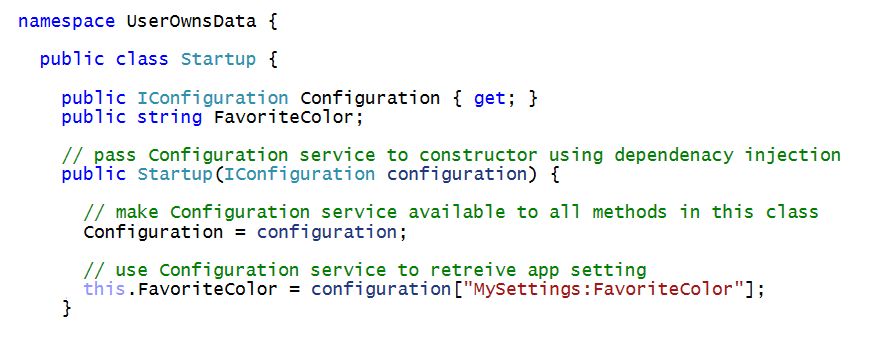 namespace UserOwnsData {
public class Startup {
public IConfiguration Configuration { get; }
public string FavoriteColor;
// pass Configuration service to constructor using dependenacy injection
public Startup(IConfiguration configuration) {
// make Configuration service available to all methods in this class
Configuration = configuration;
// use Configuration service to retreive app setting
this.FavoriteColor = configuration["MySettings:FavoriteColor"];
}